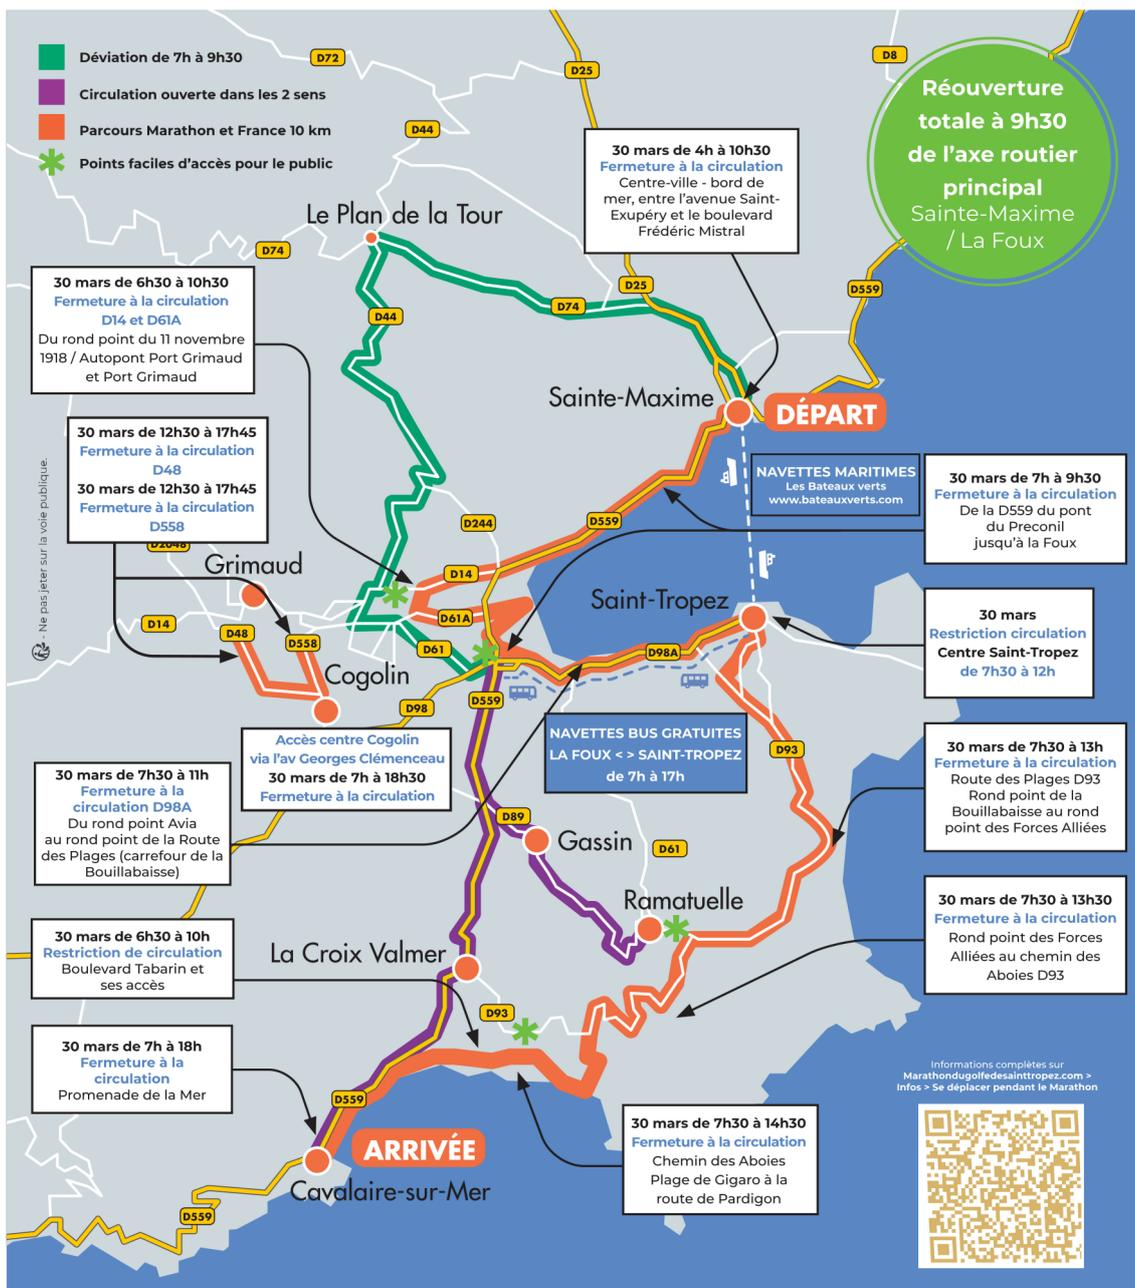 Déviation de 7h à 9h30
Circulation ouverte dans les 2 sens
Parcours Marathon et France 10 km
Points faciles d'accès pour le public
D72
D25
D8
D44
Réouverture
totale à 9h30
de l'axe routier
principal
Sainte-Maxime
/ La Foux
30 mars de 4h à 10h30
Fermeture à la circulation
Centre-ville - bord de
mer, entre l'avenue Saint-
Exupéry et le boulevard
Frédéric Mistral
Le Plan de la Tour
D74
D25
D559
D74
D44
30 mars de 6h30 à 10h30
Fermeture à la circulation
D14 et D61A
Du rond point du 11 novembre
1918 / Autopont Port Grimaud
et Port Grimaud
Sainte-Maxime
DÉPART
30 mars de 12h30 à 17h45
Fermeture à la circulation
D48
30 mars de 12h30 à 17h45
Fermeture à la circulation
D558
- Ne pas jeter sur la voie publique.
NAVETTES MARITIMES
Les Bateaux verts
www.bateauxverts.com
30 mars de 7h à 9h30
Fermeture à la circulation
De la D559 du pont
du Preconil
jusqu'à la Foux
D244
D559
D2048
Grimaud
D14
Saint-Tropez
D61A
D14
D48
D558
D61
D98A
30 mars
Restriction circulation
Centre Saint-Tropez
de 7h30 à 12h
Cogolin
D98
D559
Accès centre Cogolin
via l'av Georges Clémenceau
30 mars de 7h à 18h30
Fermeture à la circulation
NAVETTES BUS GRATUITES
LA FOUX < > SAINT-TROPEZ
de 7h à 17h
D93
30 mars de 7h30 à 13h
Fermeture à la circulation
Route des Plages D93
Rond point de la
Bouillabaisse au rond
point des Forces Alliées
30 mars de 7h30 à 11h
Fermeture à la
circulation D98A
Du rond point Avia
au rond point de la Route
des Plages (carrefour de la
Bouillabaisse)
D89
Gassin
D61
Ramatuelle
30 mars de 7h30 à 13h30
Fermeture à la circulation
Rond point des Forces
Alliées au chemin des
Aboies D93
30 mars de 6h30 à 10h
Restriction de circulation
Boulevard Tabarin et
ses accès
La Croix Valmer
D93
30 mars de 7h à 18h
Fermeture à la
circulation
Promenade de la Mer
D559
ARRIVÉE
Cavalaire-sur-Mer
D559
30 mars de 7h30 à 14h30
Fermeture à la circulation
Chemin des Aboies
Plage de Gigaro à la
route de Pardigon
Informations complètes sur
Marathondugolfedesainttropez.com >
Infos > Se déplacer pendant le Marathon